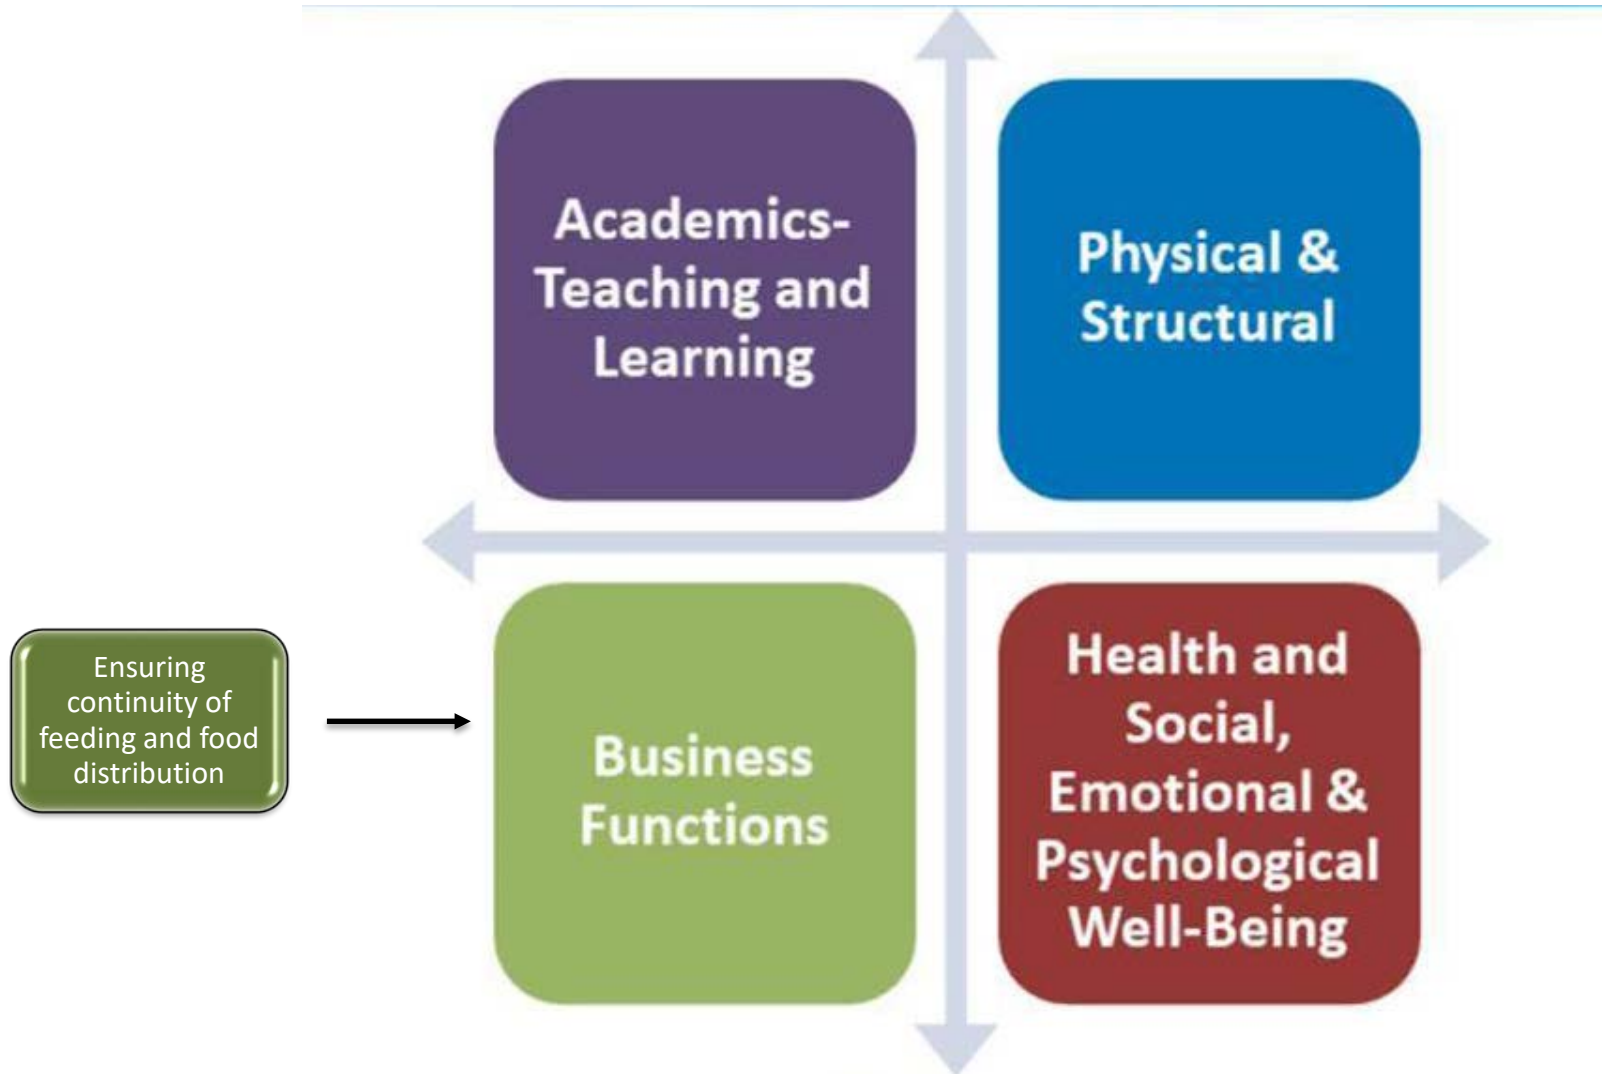 Academics-
Teaching and
Learning
Physical &
Structural
Ensuring
continuity of
feeding and food
distribution
Business
Functions
Health and
Social,
Emotional &
Psychological
Well-Being